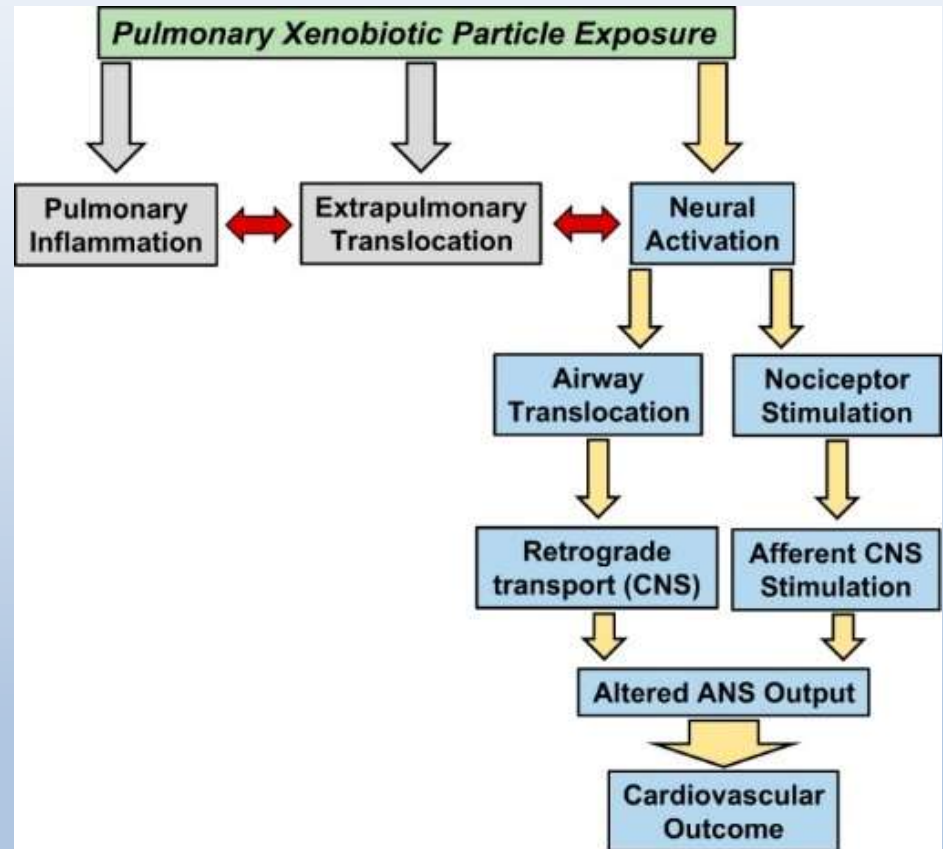 Pulmonary Xenobiotic Particle Exposure
Pulmonary
Inflammation
Extrapulmonary
Translocation
Neural
Activation
Airway
Translocation
Nociceptor
Stimulation
Retrograde
transport (CNS)
Afferent CNS
Stimulation
Altered ANS Output
Cardiovascular
Outcome